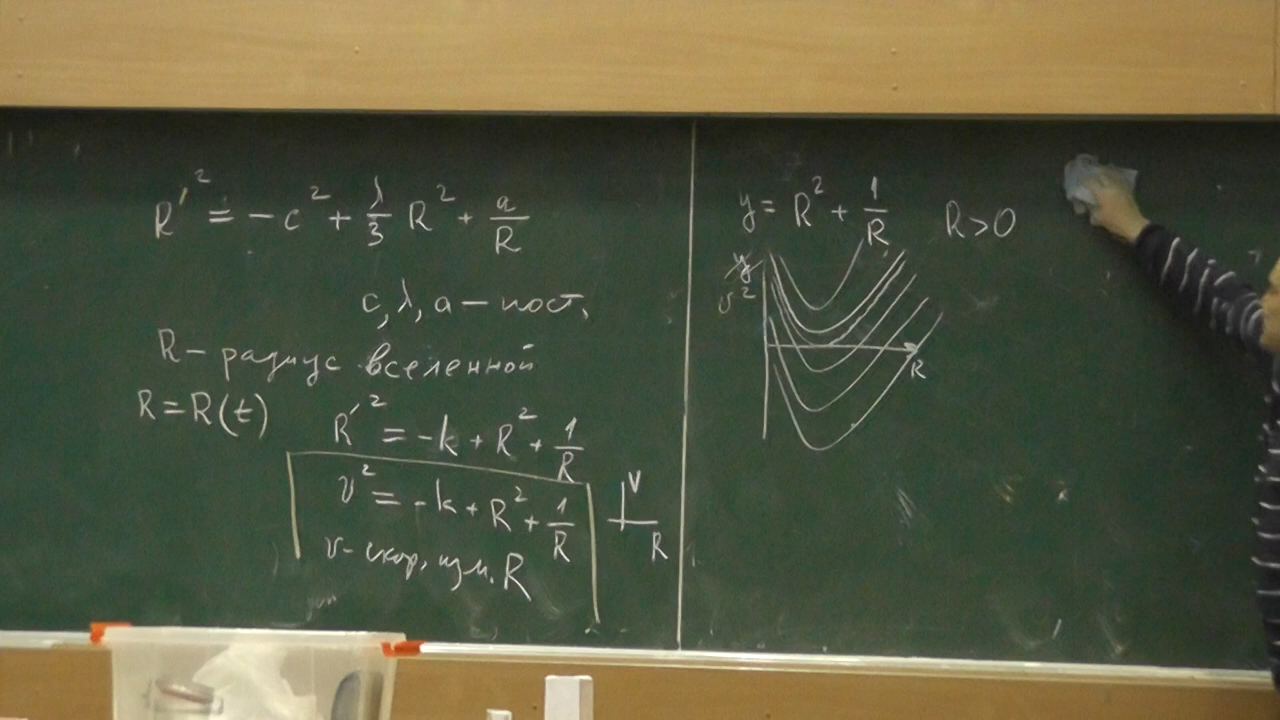 R′² = −c² + λ/3 R² + a/R
c, λ, a – пост.
R – радиус вселенной
R = R(t)
R′² = −k + R² + 1/R
v² = −k + R² + 1/R
v – скор. изм. R
V
R
y = R² + 1/R R > 0
y
v²
R